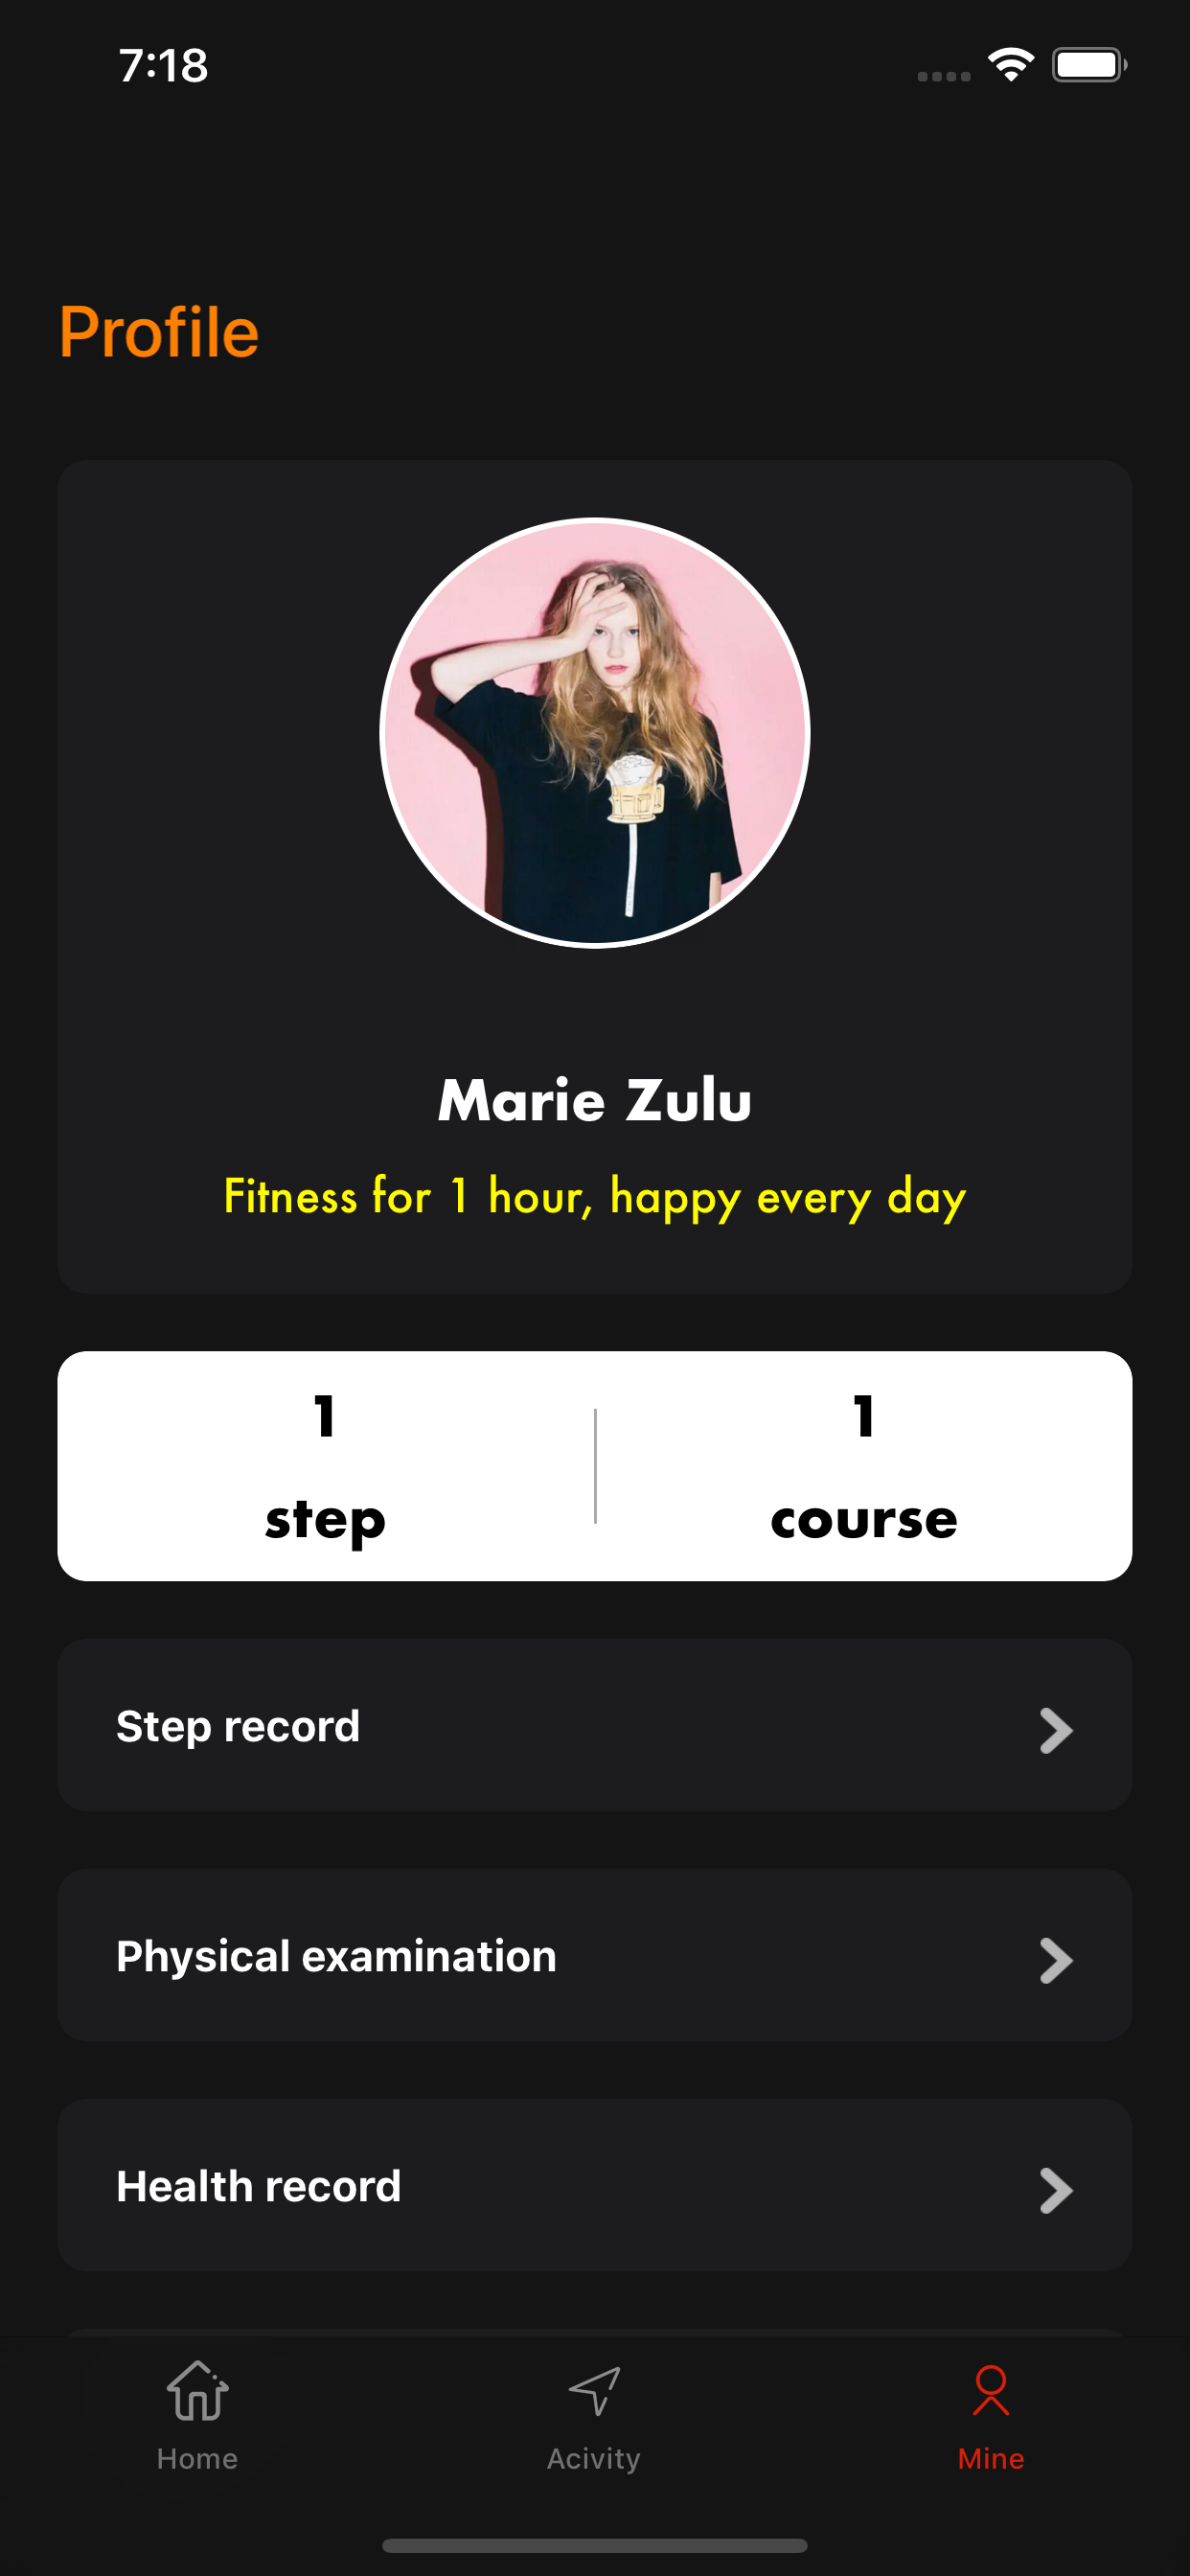 7:18
Profile
Marie Zulu
Fitness for 1 hour, happy every day
1
step
1
course
Step record
Physical examination
Health record
Home
Acivity
Mine